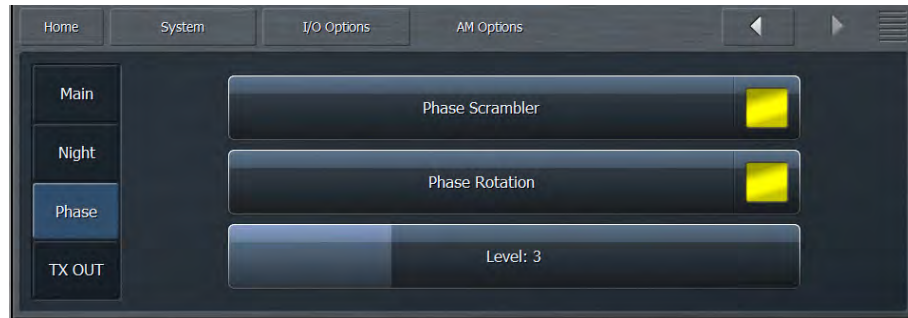 Home System I/O Options AM Options
Main
Night
Phase
TX OUT
Phase Scrambler
Phase Rotation
Level: 3